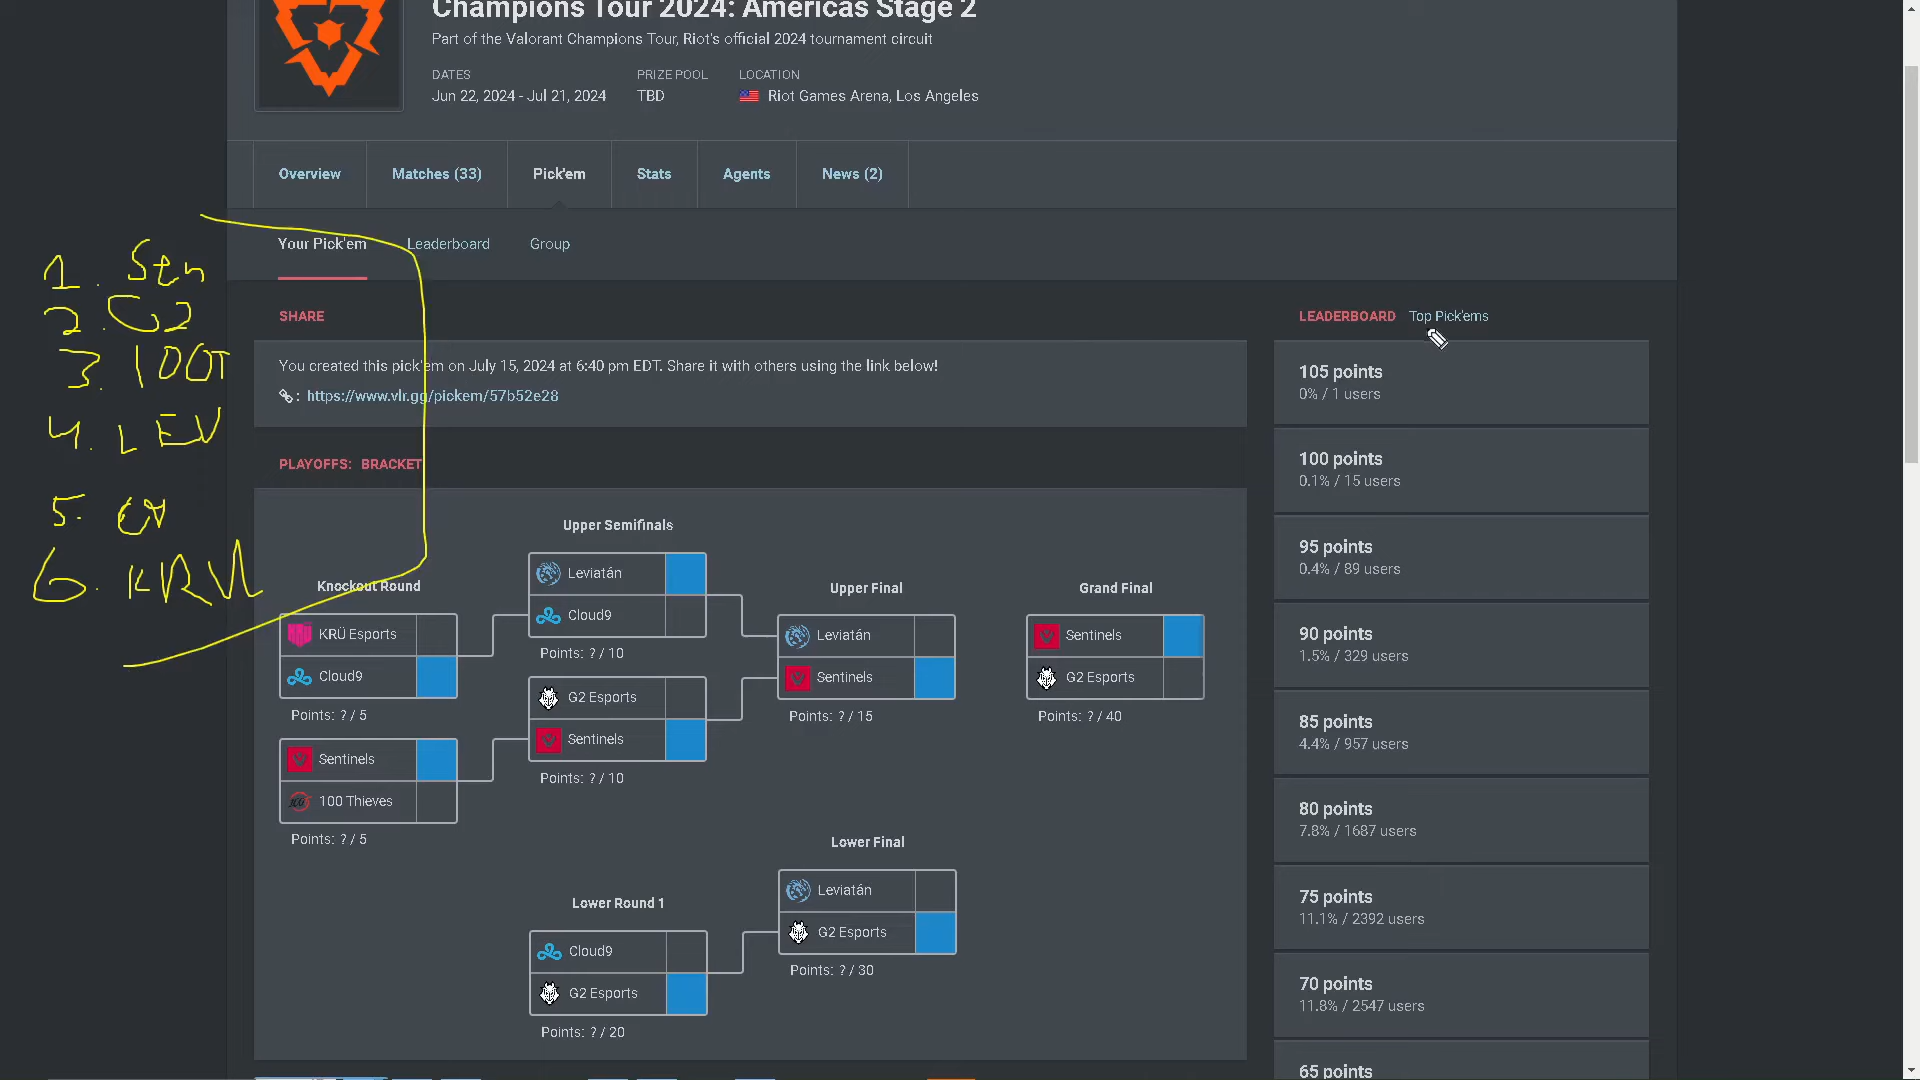 Champions Tour 2024: Americas Stage 2
Part of the Valorant Champions Tour, Riot's official 2024 tournament circuit
DATES PRIZE POOL LOCATION
Jun 22, 2024 - Jul 21, 2024 TBD Riot Games Arena, Los Angeles
Overview Matches (33) Pick'em Stats Agents News (2)
Your Pick'em Leaderboard Group
1. Sen
2. G2
3. 100T
4. LEV
5. C9
6. KRU
SHARE
You created this pick'em on July 15, 2024 at 6:40 pm EDT. Share it with others using the link below!
: https://www.vlr.gg/pickem/57b52e28
PLAYOFFS: BRACKET
Knockout Round
KRÜ Esports
Cloud9
Points: ? / 5
Sentinels
100 Thieves
Points: ? / 5
Upper Semifinals
Leviatán
Cloud9
Points: ? / 10
G2 Esports
Sentinels
Points: ? / 10
Upper Final
Leviatán
Sentinels
Points: ? / 15
Grand Final
Sentinels
G2 Esports
Points: ? / 40
Lower Round 1
Cloud9
G2 Esports
Points: ? / 20
Lower Final
Leviatán
G2 Esports
Points: ? / 30
LEADERBOARD Top Pick'ems
105 points
0% / 1 users
100 points
0.1% / 15 users
95 points
0.4% / 89 users
90 points
1.5% / 329 users
85 points
4.4% / 957 users
80 points
7.8% / 1687 users
75 points
11.1% / 2392 users
70 points
11.8% / 2547 users
65 points